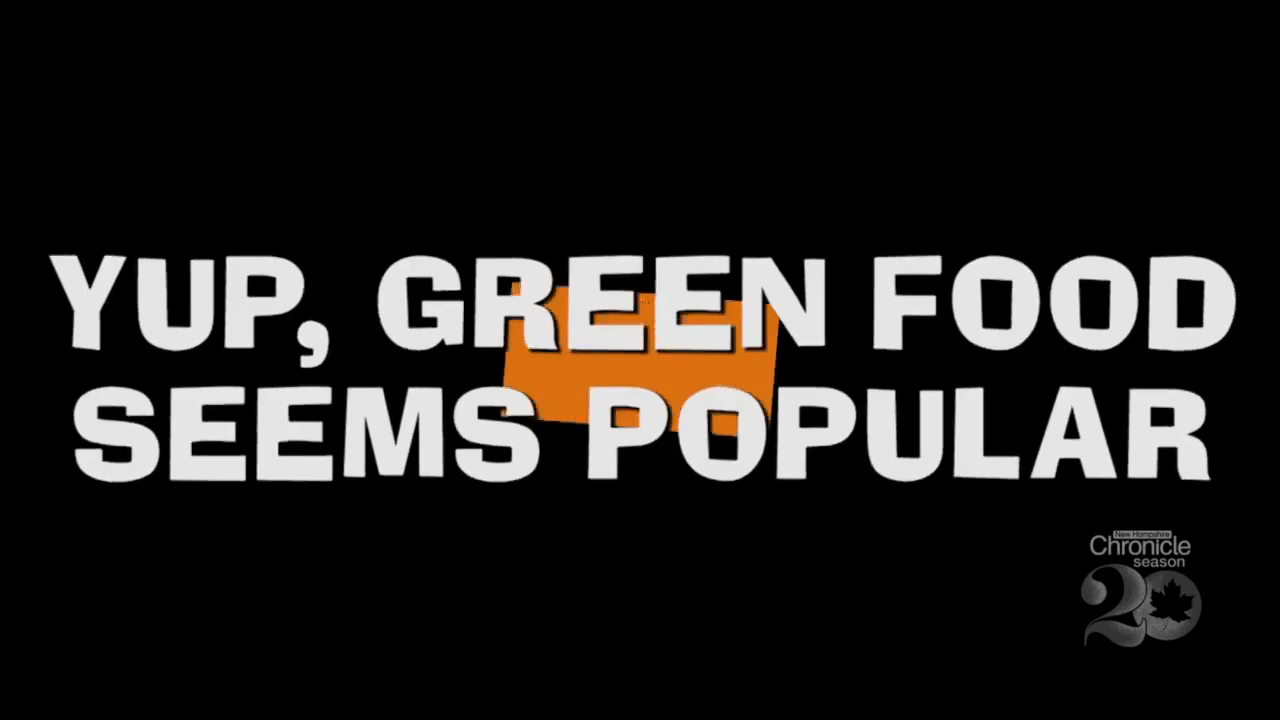 YUP, GREEN FOOD
SEEMS POPULAR
New Hampshire
Chronicle
season
20